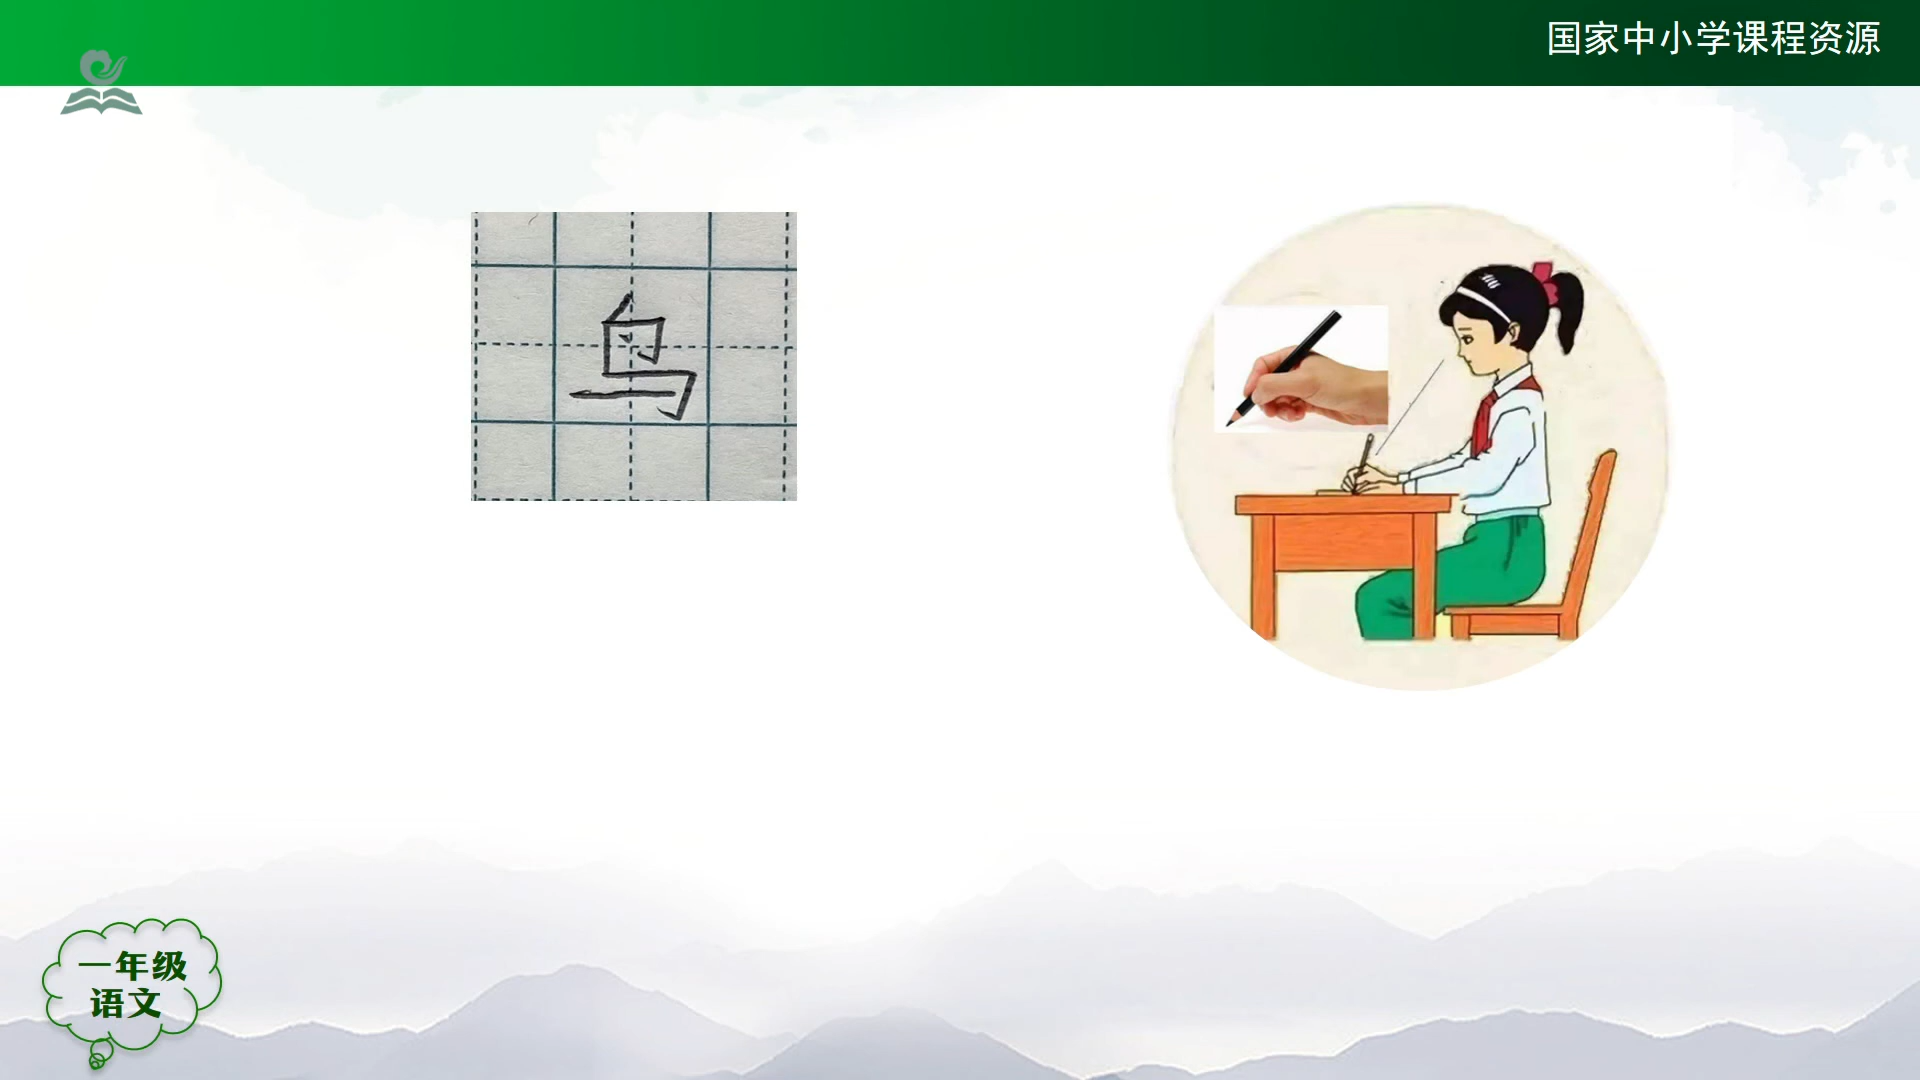 国家中小学课程资源
鸟
一年级
语文